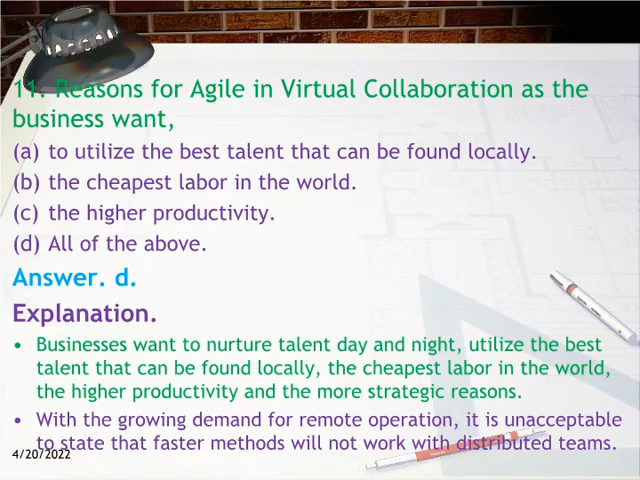 11. Reasons for Agile in Virtual Collaboration as the
business want,
(a) to utilize the best talent that can be found locally.
(b) the cheapest labor in the world.
(c) the higher productivity.
(d) All of the above.
Answer. d.
Explanation.
• Businesses want to nurture talent day and night, utilize the best
talent that can be found locally, the cheapest labor in the world,
the higher productivity and the more strategic reasons.
• With the growing demand for remote operation, it is unacceptable
to state that faster methods will not work with distributed teams.
4/20/2022